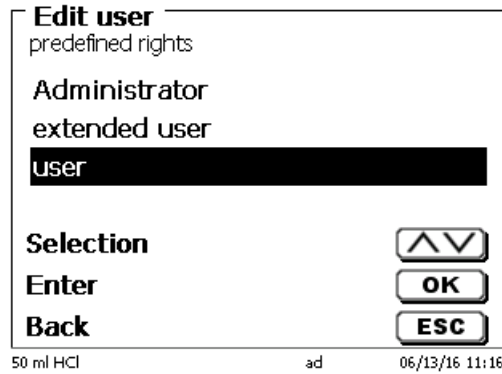 Edit user
predefined rights
Administrator
extended user
user
Selection
Enter OK
Back ESC
50 ml HCl ad 06/13/16 11:16